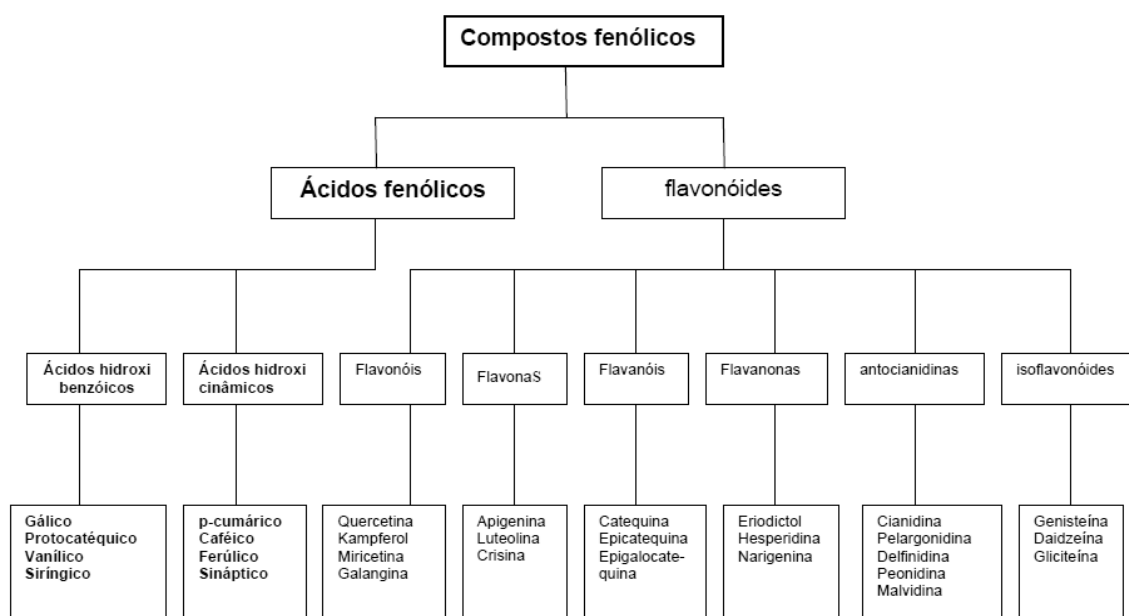 Compostos fenólicos
Ácidos fenólicos
flavonóides
Ácidos hidroxi
benzóicos
Ácidos hidroxi
cinâmicos
Flavonóis
FlavonaS
Flavanóis
Flavanonas
antocianidinas
isoflavonóides
Gálico
Protocatéquico
Vanílico
Siríngico
p-cumárico
Caféico
Ferúlico
Sináptico
Quercetina
Kampferol
Miricetina
Galangina
Apigenina
Luteolina
Crisina
Catequina
Epicatequina
Epigalocate-
quina
Eriodictol
Hesperidina
Narigenina
Cianidina
Pelargonidina
Delfinidina
Peonidina
Malvidina
Genisteína
Daidzeína
Gliciteína